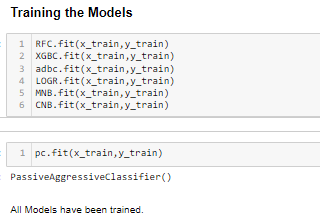 Training the Models
1 RFC.fit(x_train,y_train)
2 XGBC.fit(x_train,y_train)
3 adbc.fit(x_train,y_train)
4 LOGR.fit(x_train,y_train)
5 MNB.fit(x_train,y_train)
6 CNB.fit(x_train,y_train)
1 pc.fit(x_train,y_train)
PassiveAggressiveClassifier()
All Models have been trained.